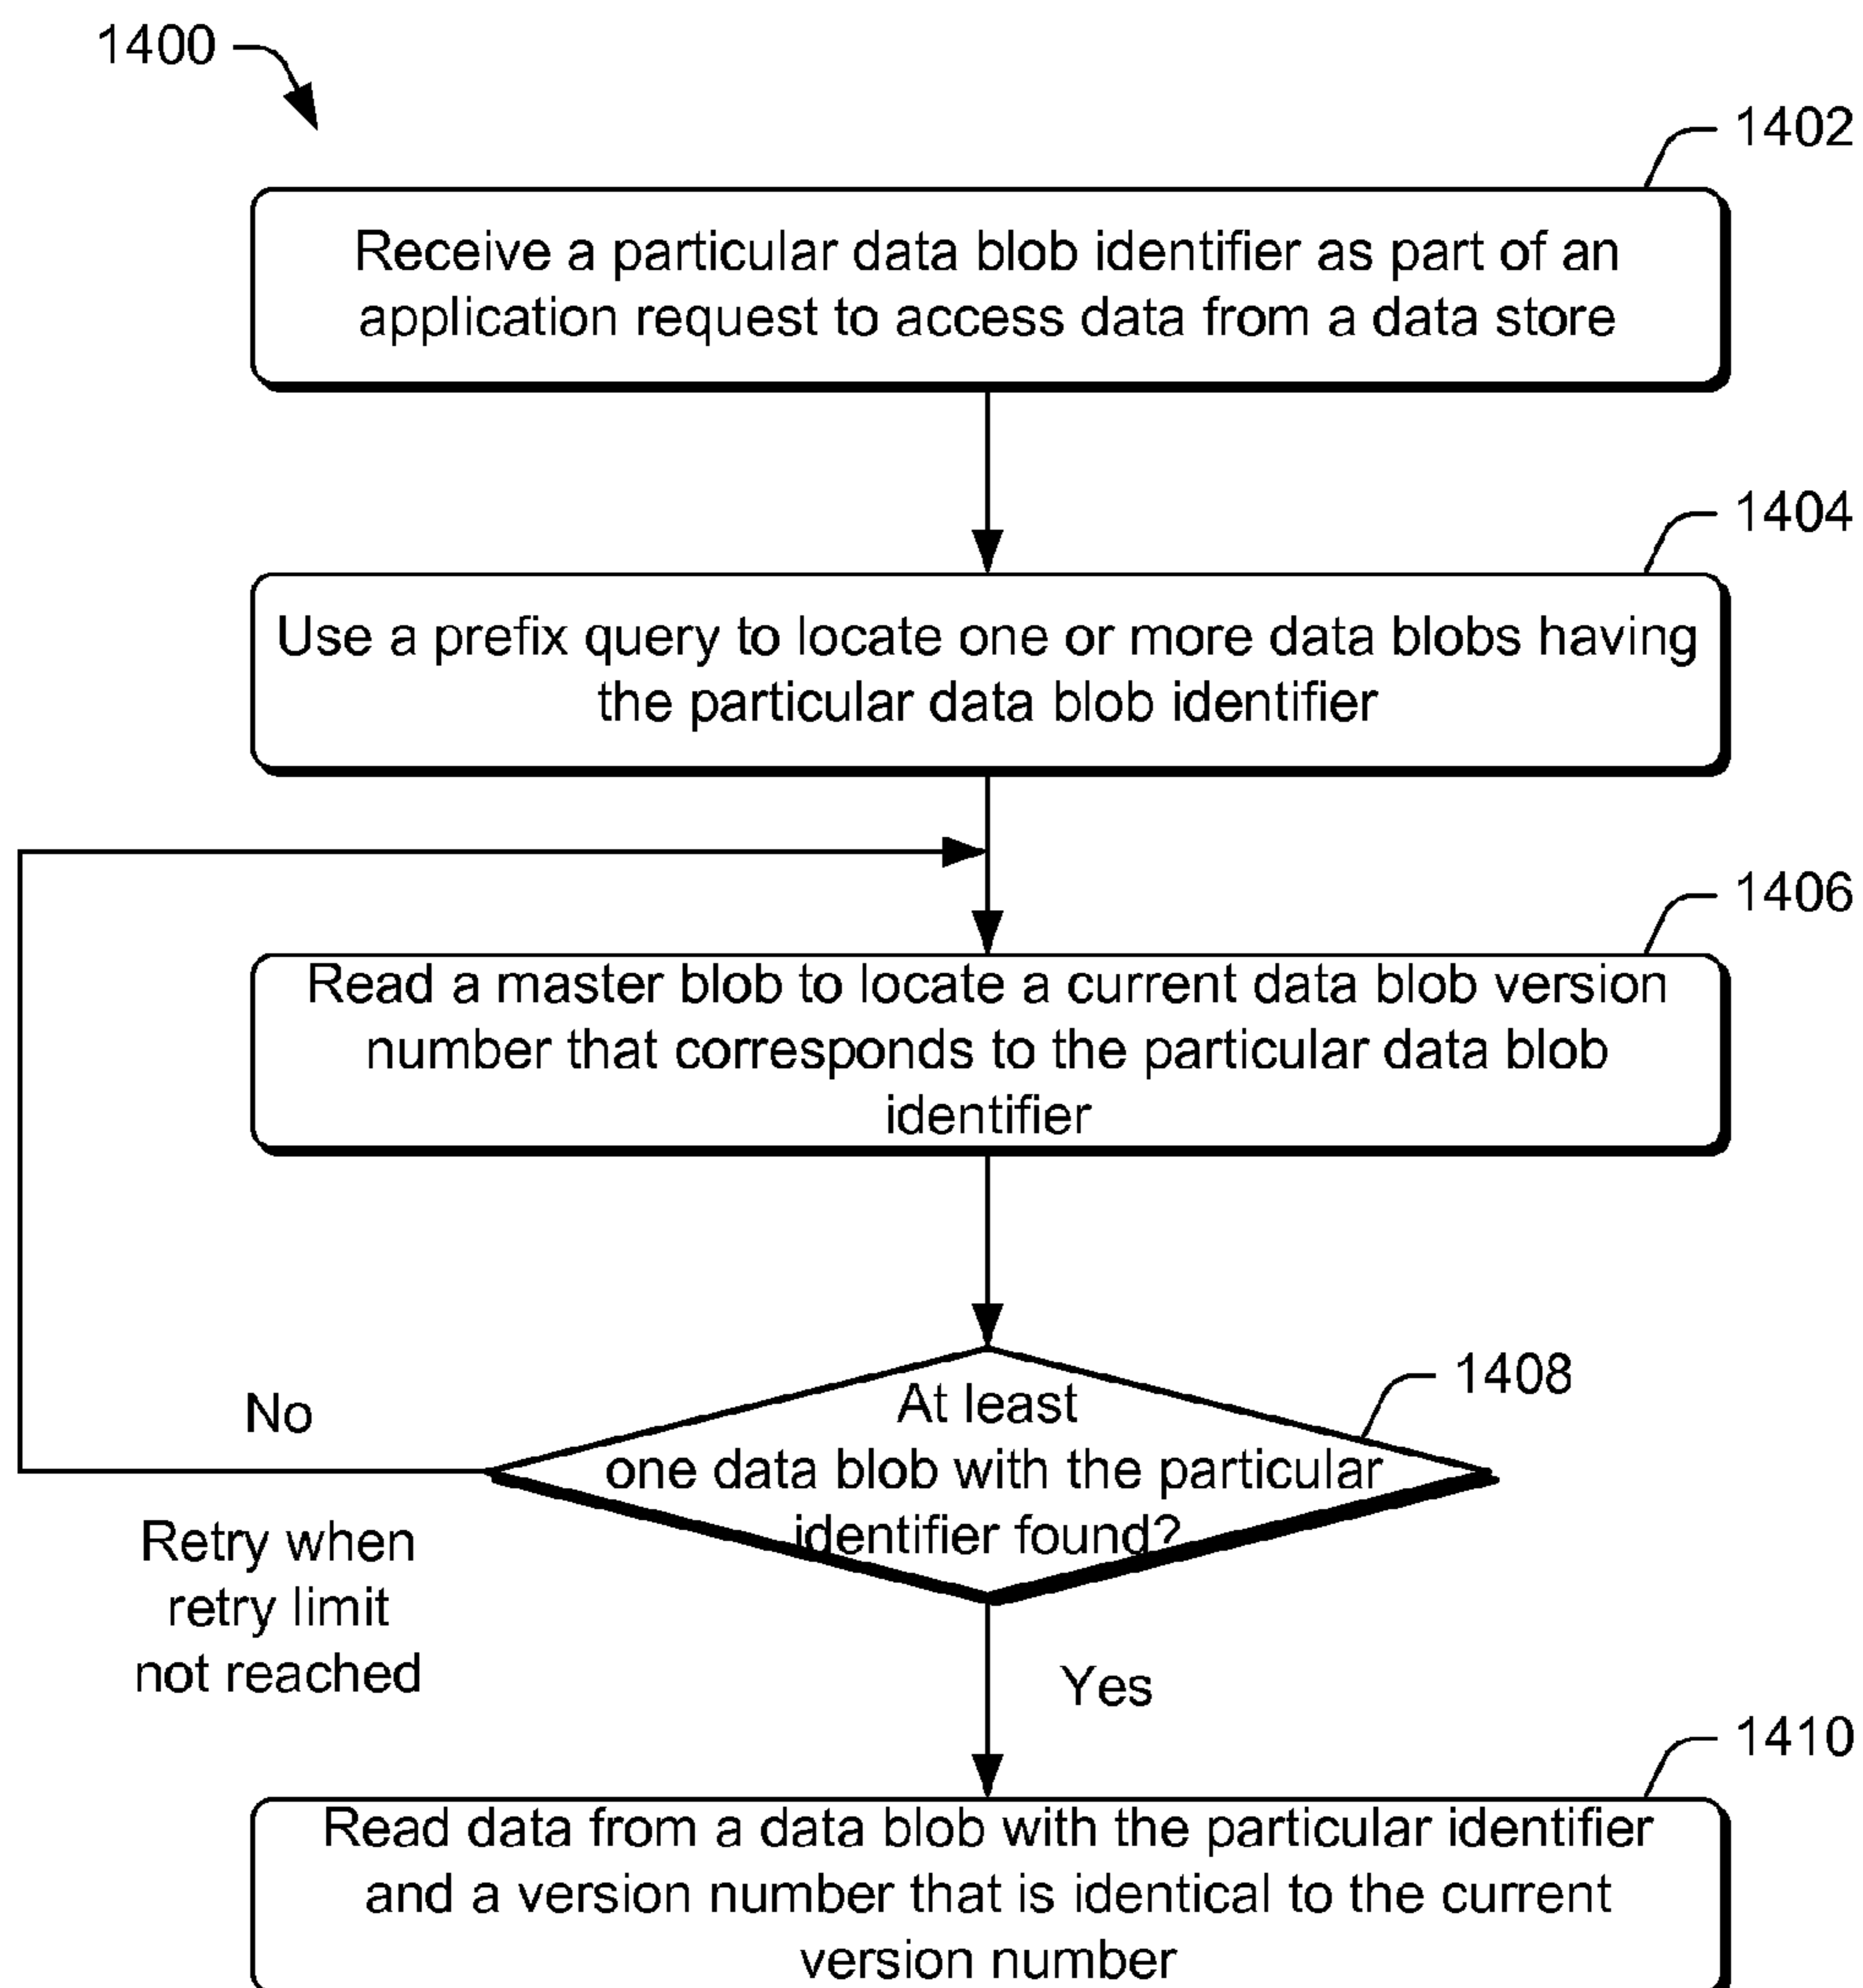 1400
1402
Receive a particular data blob identifier as part of an
application request to access data from a data store
1404
Use a prefix query to locate one or more data blobs having
the particular data blob identifier
1406
Read a master blob to locate a current data blob version
number that corresponds to the particular data blob
identifier
1408
At least
one data blob with the particular
identifier found?
No
Retry when
retry limit
not reached
Yes
1410
Read data from a data blob with the particular identifier
and a version number that is identical to the current
version number